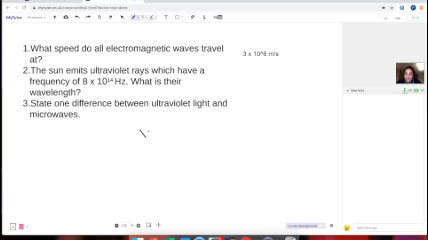 MyTutor
1.What speed do all electromagnetic waves travel
at?
3 x 10^8 m/s
2.The sun emits ultraviolet rays which have a
frequency of 8 x 10¹⁴ Hz. What is their
wavelength?
3.State one difference between ultraviolet light and
microwaves.